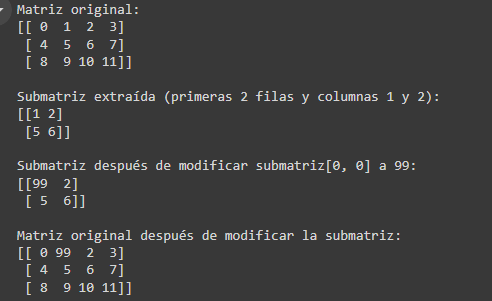 Matriz original:
[[ 0  1  2  3]
 [ 4  5  6  7]
 [ 8  9 10 11]]

Submatriz extraída (primeras 2 filas y columnas 1 y 2):
[[1 2]
 [5 6]]

Submatriz después de modificar submatriz[0, 0] a 99:
[[99  2]
 [ 5  6]]

Matriz original después de modificar la submatriz:
[[ 0 99  2  3]
 [ 4  5  6  7]
 [ 8  9 10 11]]